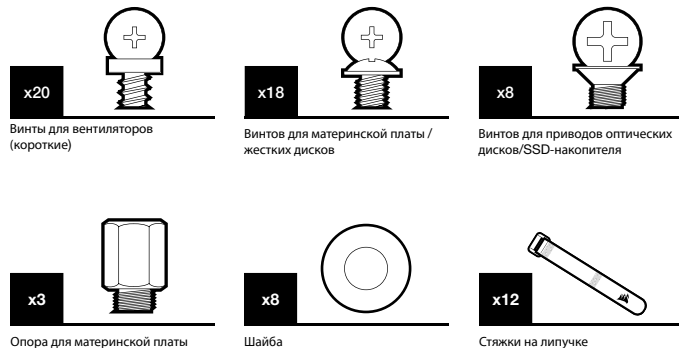 x20
Винты для вентиляторов
(короткие)
x18
Винтов для материнской платы /
жестких дисков
x8
Винтов для приводов оптических
дисков/SSD-накопителя
x3
Опора для материнской платы
x8
Шайба
x12
Стяжки на липучке